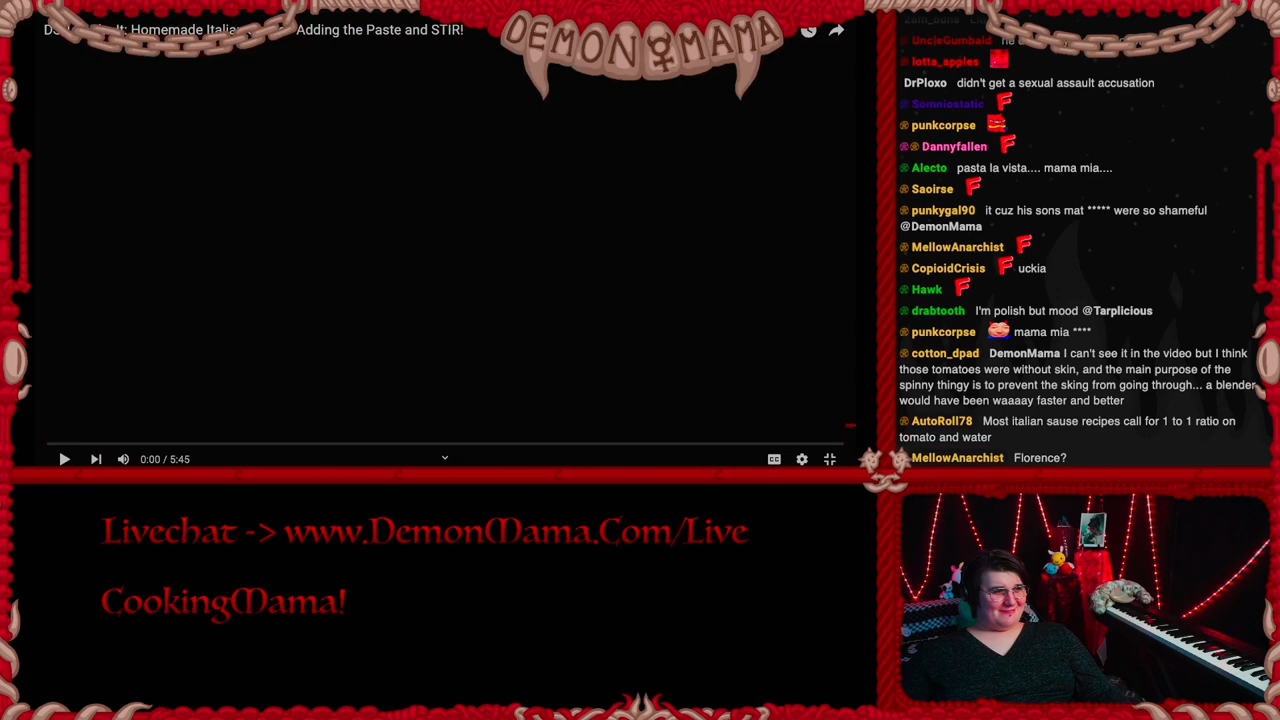 It: Homemade Italia
Adding the Paste and STIR!
DEMON MAMA
UncleGumbald he
lotta_apples
DrPloxo didn't get a sexual assault accusation
Somniostatic F
punkcorpse
Dannyfallen F
Alecto pasta la vista.... mama mia....
Saoirse F
punkygal90 it cuz his sons mat ***** were so shameful
@DemonMama
MellowAnarchist F
CopioidCrisis F uckia
Hawk F
drabtooth I'm polish but mood @Tarplicious
punkcorpse mama mia ****
cotton_dpad DemonMama I can't see it in the video but I think
those tomatoes were without skin, and the main purpose of the
spinny thingy is to prevent the sking from going through... a blender
would have been waaaay faster and better
AutoRoll78 Most italian sause recipes call for 1 to 1 ratio on
tomato and water
MellowAnarchist Florence?
0:00 / 5:45
CC
Livechat -> www.DemonMama.Com/Live
CookingMama!